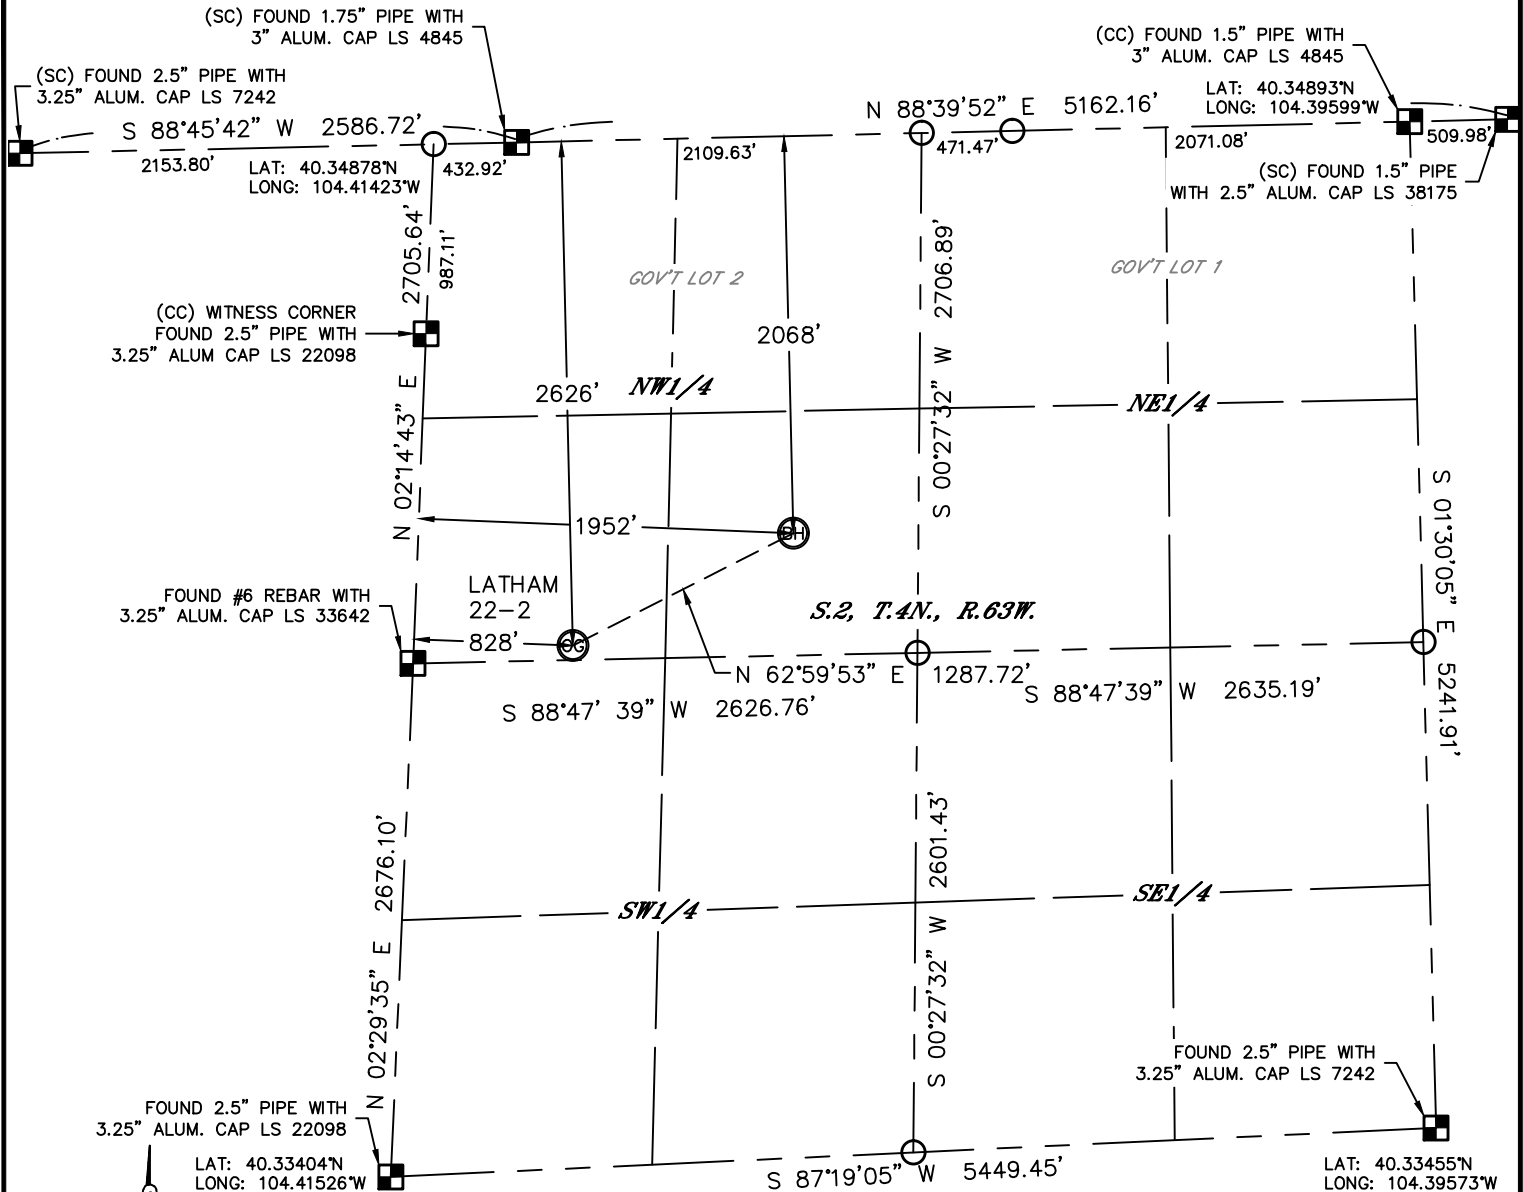 (SC) FOUND 1.75" PIPE WITH
3" ALUM. CAP LS 4845
(CC) FOUND 1.5" PIPE WITH
3" ALUM. CAP LS 4845
(SC) FOUND 2.5" PIPE WITH
3.25" ALUM. CAP LS 7242
LAT: 40.34893°N
LONG: 104.39599°W
N 88°39'52" E 5162.16'
S 88°45'42" W 2586.72'
2153.80'
LAT: 40.34878°N
LONG: 104.41423°W
432.92'
2109.63'
471.47'
2071.08'
509.98'
(SC) FOUND 1.5" PIPE
WITH 2.5" ALUM. CAP LS 38175
2705.64'
987.11'
GOV'T LOT 2
GOV'T LOT 1
S 00°27'32" W 2706.89'
(CC) WITNESS CORNER
FOUND 2.5" PIPE WITH
3.25" ALUM CAP LS 22098
2068'
2626'
NW1/4
NE1/4
N 02°14'43" E
1952'
BH
S 01°30'05" E 5241.91'
FOUND #6 REBAR WITH
3.25" ALUM. CAP LS 33642
LATHAM
22-2
828'
OG
S.2, T.4N., R.63W.
N 62°59'53" E 1287.72'
S 88°47' 39" W 2626.76'
S 88°47'39" W 2635.19'
N 02°29'35" E 2676.10'
S 00°27'32" W 2601.43'
SW1/4
SE1/4
FOUND 2.5" PIPE WITH
3.25" ALUM. CAP LS 7242
FOUND 2.5" PIPE WITH
3.25" ALUM. CAP LS 22098
LAT: 40.33404°N
LONG: 104.41526°W
S 87°19'05" W 5449.45'
LAT: 40.33455°N
LONG: 104.39573°W